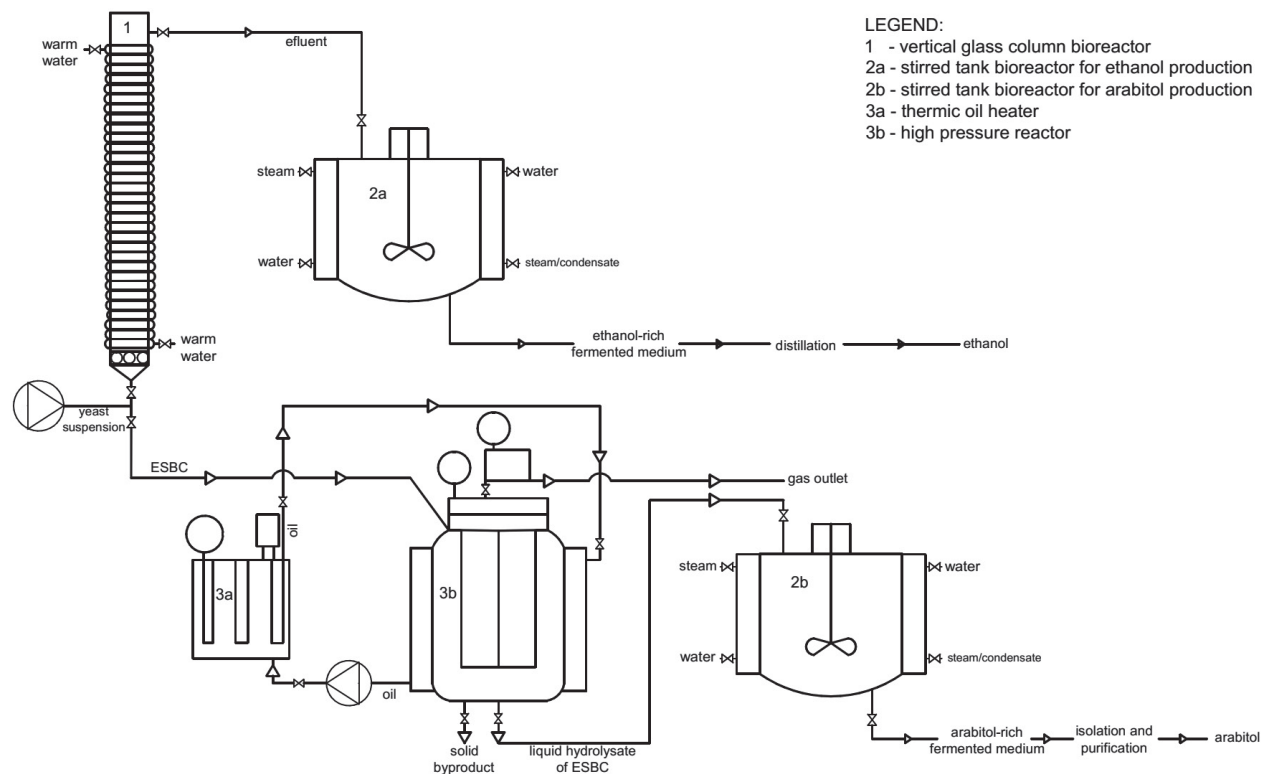 1
efluent
warm
water
LEGEND:
1 - vertical glass column bioreactor
2a - stirred tank bioreactor for ethanol production
2b - stirred tank bioreactor for arabitol production
3a - thermic oil heater
3b - high pressure reactor
steam
water
2a
water
steam/condensate
warm
water
ethanol-rich
fermented medium
distillation
ethanol
yeast
suspension
ESBC
gas outlet
oil
3a
3b
steam
water
2b
water
steam/condensate
oil
solid
byproduct
liquid hydrolysate
of ESBC
arabitol-rich
fermented medium
isolation and
purification
arabitol